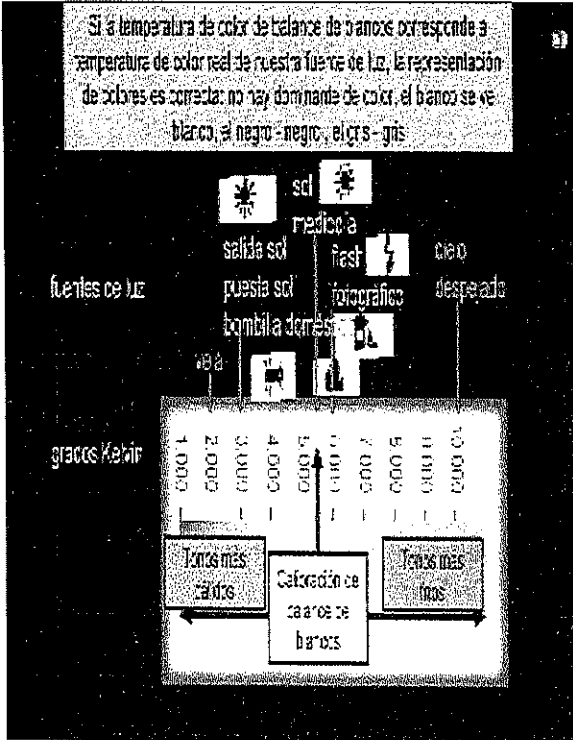 Si la temperatura de color de balance de blancos corresponde a
temperatura de color real de nuestra fuente de luz, la representación
de colores es correcta: no hay dominante de color, el blanco se ve
blanco, el negro - negro, el gris - gris
sol
mediodía
salida sol
puesta sol
bombilla
flash
fotográfico
cielo
despejado
fuentes de luz
vela
grados Kelvin
1.000
2.000
3.000
4.000
5.000
6.000
7.000
8.000
9.000
10.000
Tonos más
cálidos
Calibración de
balance de
blancos
Tonos más
fríos